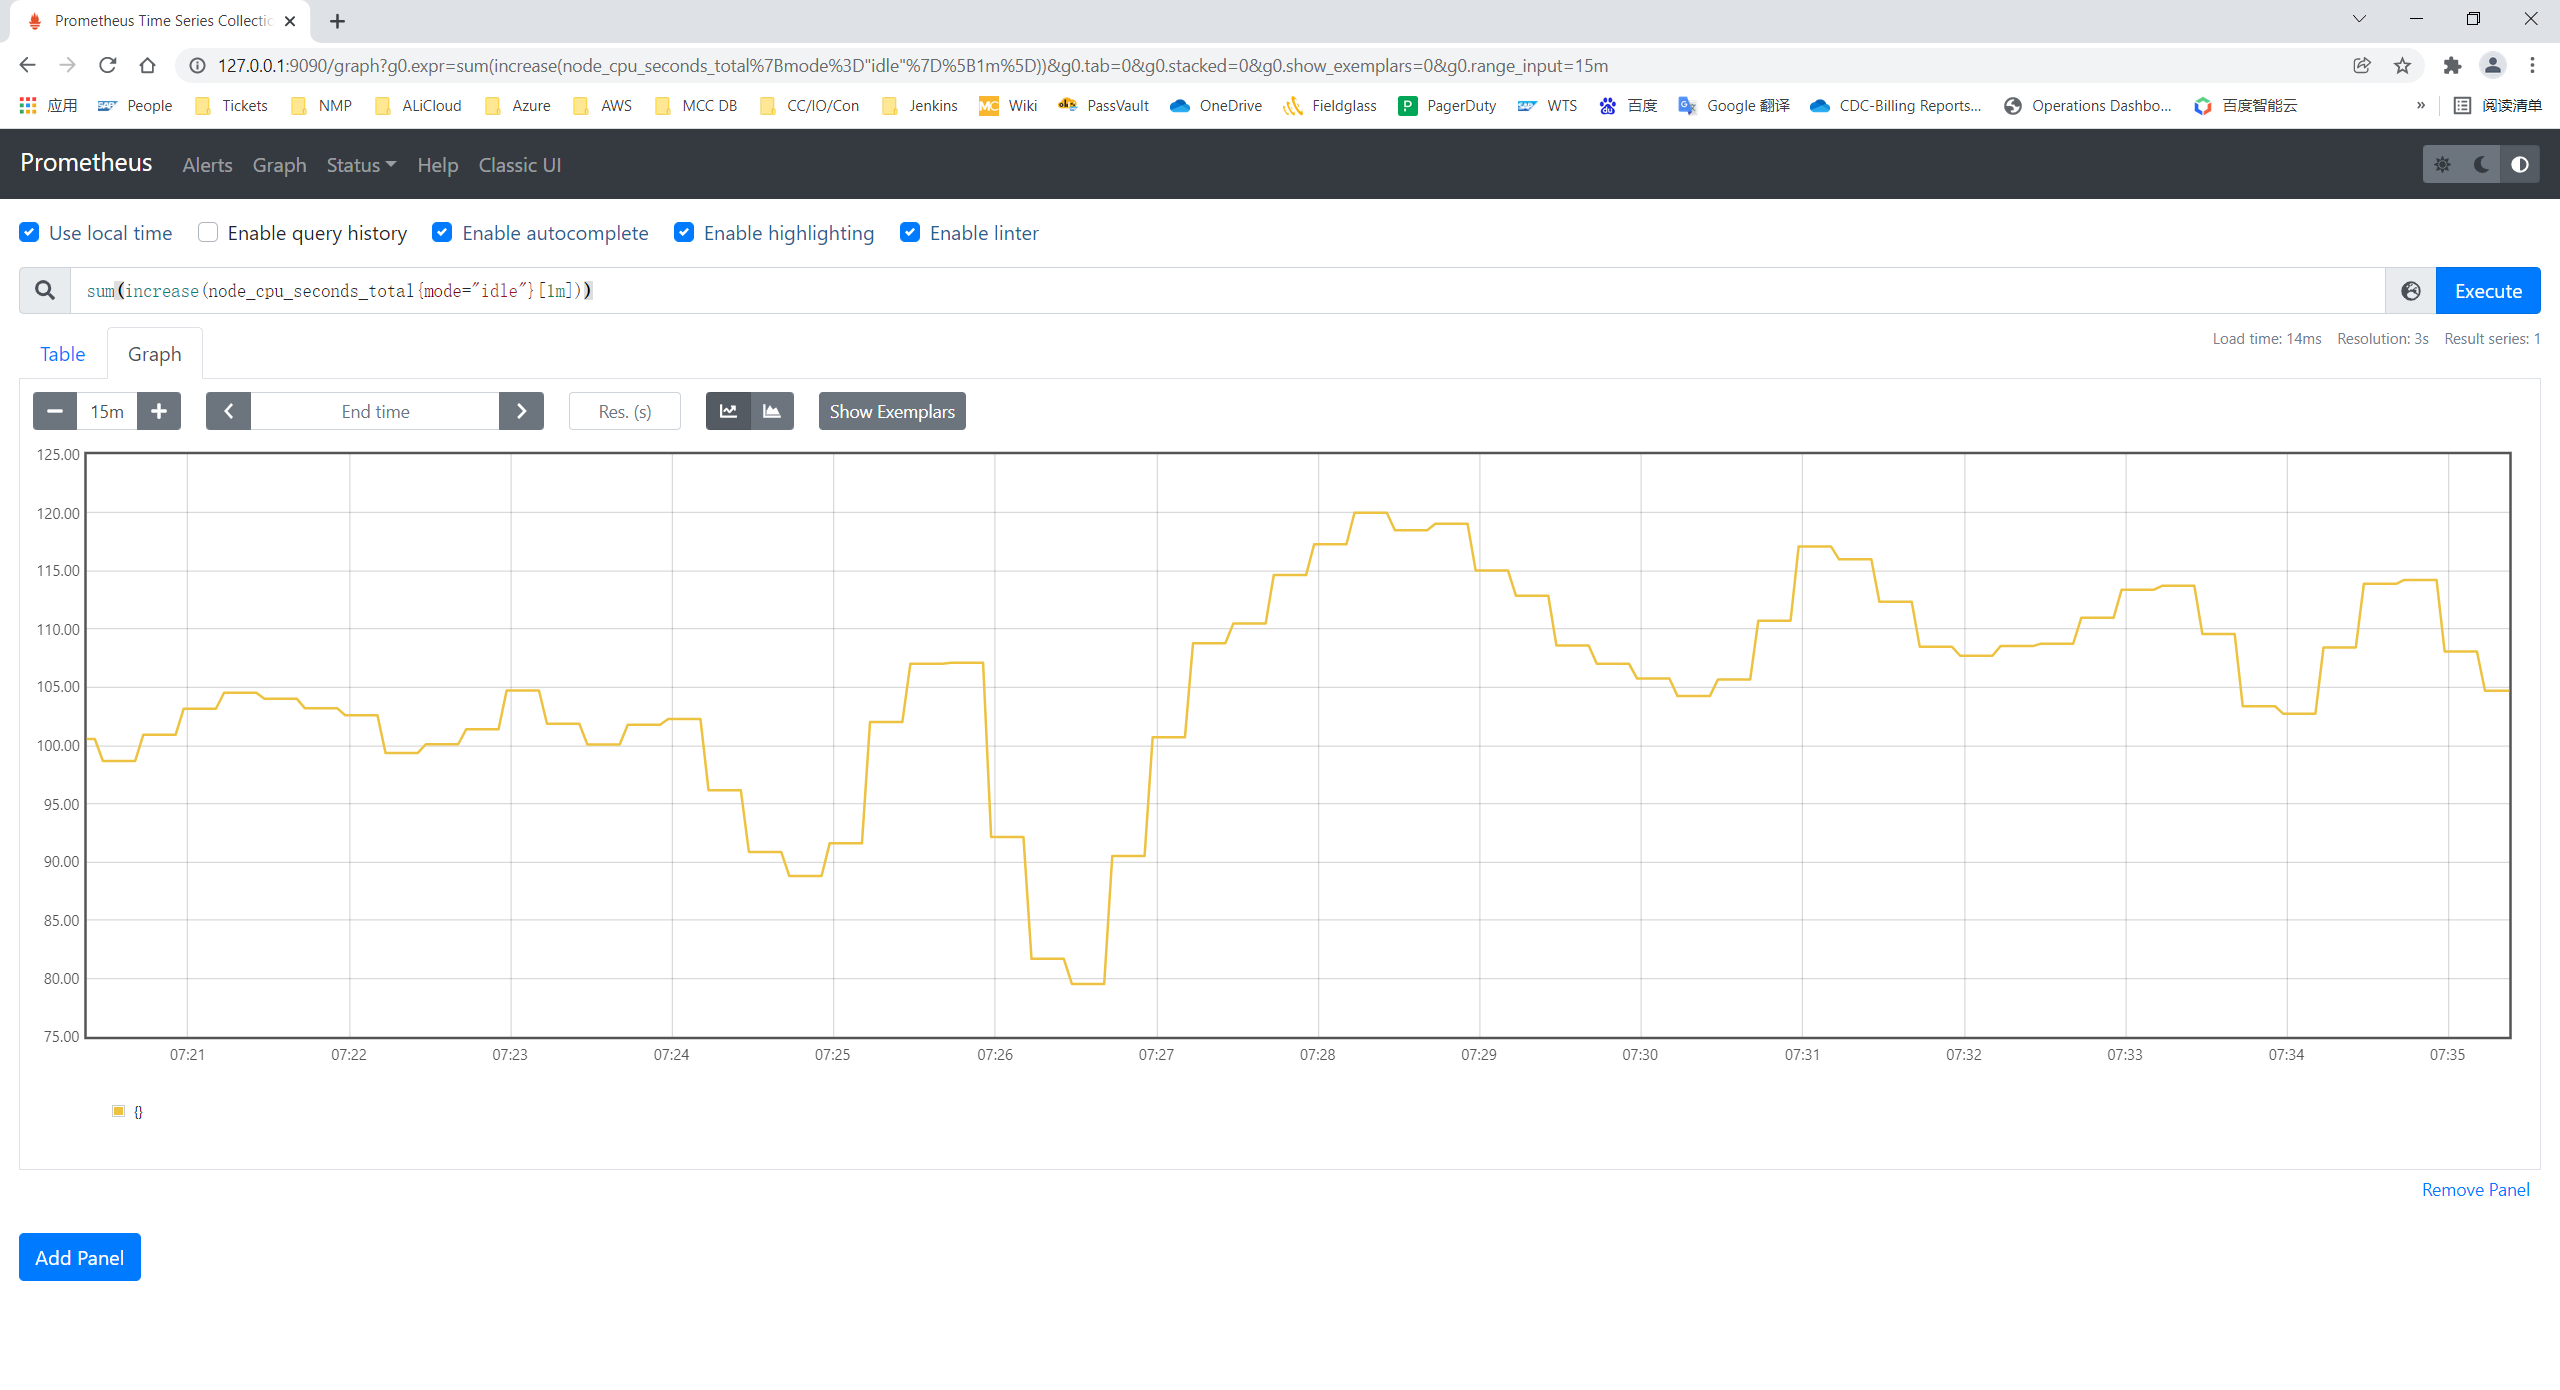 Prometheus Time Series Collectio
127.0.0.1:9090/graph?g0.expr=sum(increase(node_cpu_seconds_total%7Bmode%3D"idle"%7D%5B1m%5D))&g0.tab=0&g0.stacked=0&g0.show_exemplars=0&g0.range_input=15m
应用 People Tickets NMP ALiCloud Azure AWS MCC DB CC/IO/Con Jenkins Wiki PassVault OneDrive Fieldglass PagerDuty WTS 百度 Google 翻译 CDC-Billing Reports... Operations Dashbo... 百度智能云 » 阅读清单
Prometheus Alerts Graph Status Help Classic UI
Use local time Enable query history Enable autocomplete Enable highlighting Enable linter
sum(increase(node_cpu_seconds_total{mode="idle"}[1m])) Execute
Load time: 14ms Resolution: 3s Result series: 1
Table Graph
15m End time Res. (s) Show Exemplars
125.00
120.00
115.00
110.00
105.00
100.00
95.00
90.00
85.00
80.00
75.00
07:21 07:22 07:23 07:24 07:25 07:26 07:27 07:28 07:29 07:30 07:31 07:32 07:33 07:34 07:35
{}
Remove Panel
Add Panel